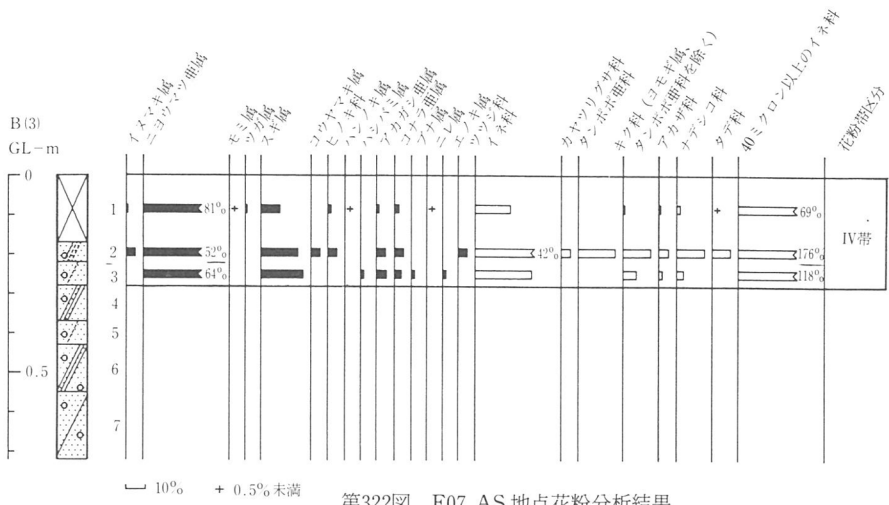 B(3)
GL−m
イヌマキ属
ニヨウマツ亜属
モミ属
ツガ属
スギ属
コウヤマキ属
ヒノキ科
ハンノキ属
ハシバミ属
アカガシ亜属
コナラ亜属
ブナ属
ニレ属
エノキ属
ツツジ科
イネ科
カヤツリグサ科
タンポポ亜科
キク科(ヨモギ属、
タンポポ亜科を除く)
アカザ科
ナデシコ科
タデ科
40ミクロン以上のイネ科
花粉帯区分
0
1 81% + + + + 69%
2 52% 42% 176%
3 64% 118%
IV帯
4
5
0.5 6
7
10% + 0.5%未満
第322図 E07 AS地点花粉分析結果